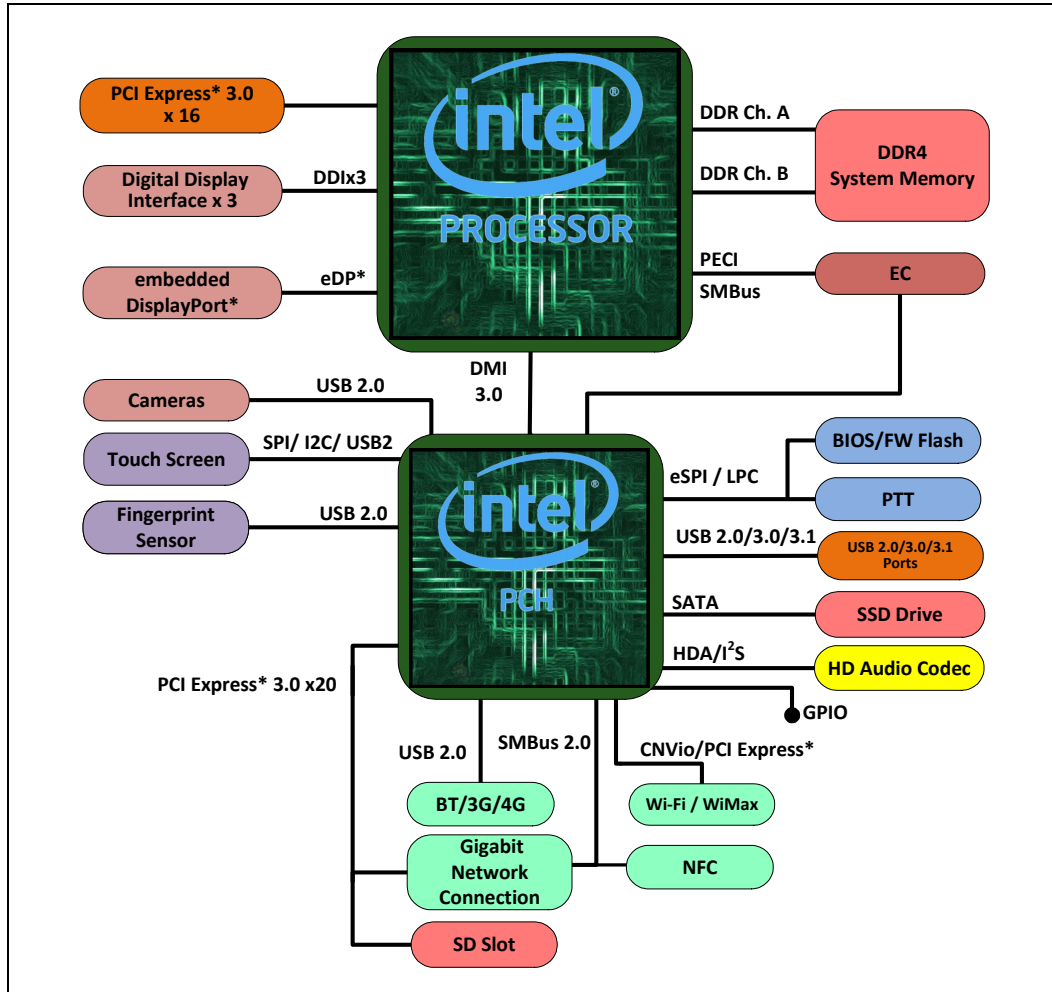 PCI Express* 3.0
x 16
Digital Display
Interface x 3
DDIx3
embedded
DisplayPort*
eDP*
intel®
PROCESSOR
DDR Ch. A
DDR Ch. B
DDR4
System Memory
PECI
SMBus
EC
DMI
3.0
Cameras
USB 2.0
Touch Screen
SPI/ I2C/ USB2
Fingerprint
Sensor
USB 2.0
intel®
PCH
eSPI / LPC
BIOS/FW Flash
PTT
USB 2.0/3.0/3.1
USB 2.0/3.0/3.1
Ports
SATA
SSD Drive
HDA/I²S
HD Audio Codec
GPIO
PCI Express* 3.0 x20
USB 2.0
SMBus 2.0
CNVio/PCI Express*
BT/3G/4G
Wi-Fi / WiMax
Gigabit
Network
Connection
NFC
SD Slot